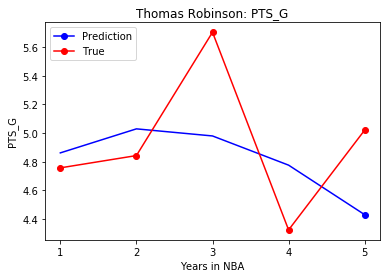 Thomas Robinson: PTS_G
Prediction
True
PTS_G
5.6
5.4
5.2
5.0
4.8
4.6
4.4
1 2 3 4 5
Years in NBA